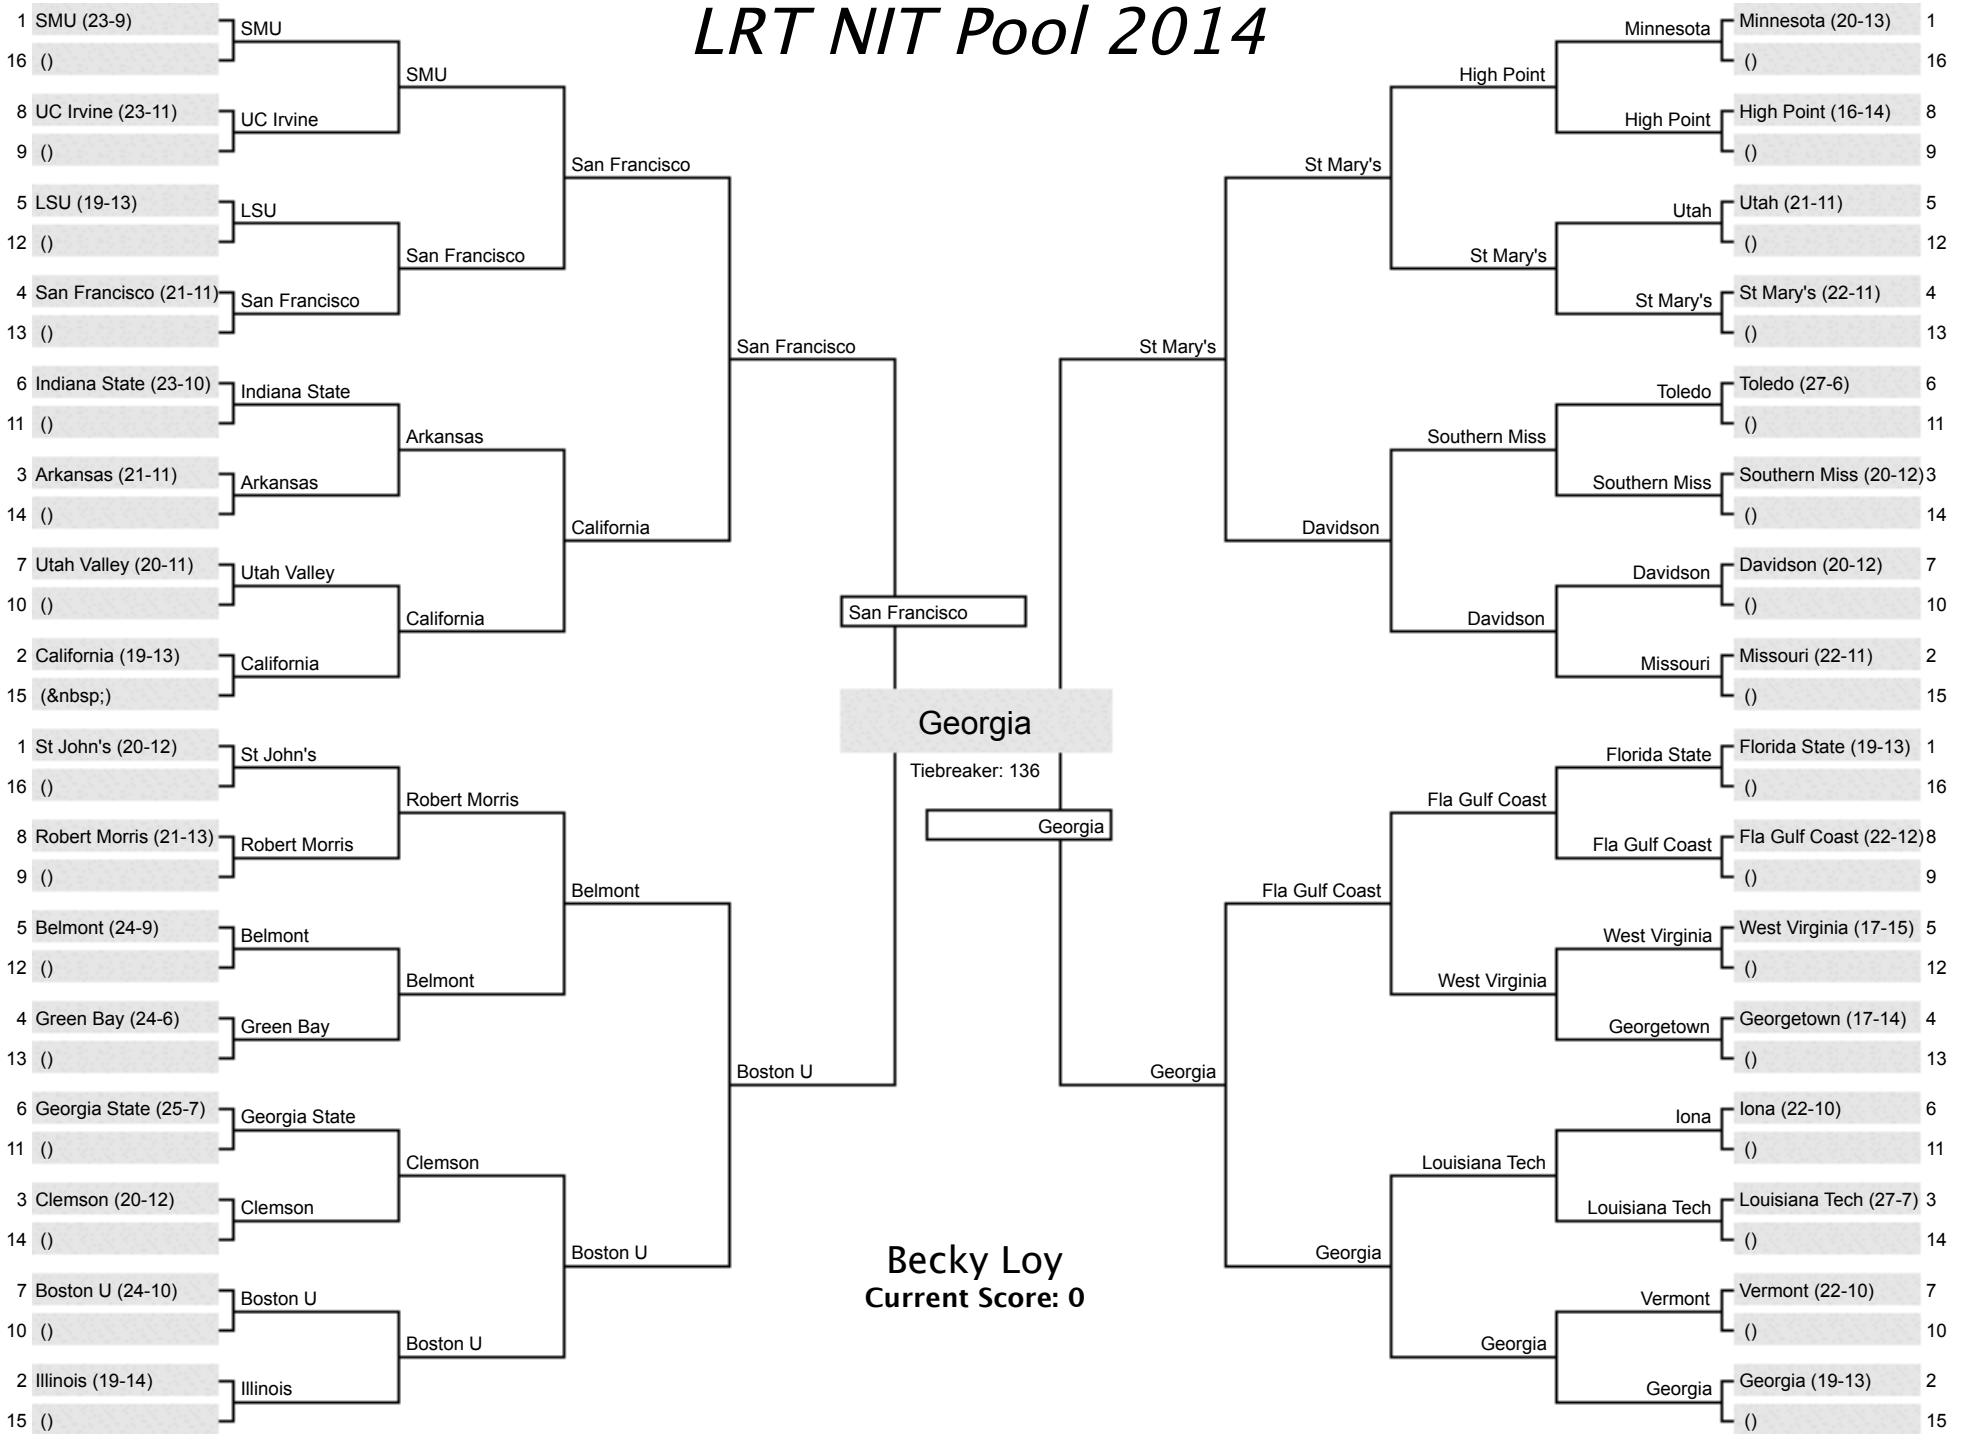 LRT NIT Pool 2014
1 SMU (23-9)
16 ()
8 UC Irvine (23-11)
9 ()
5 LSU (19-13)
12 ()
4 San Francisco (21-11)
13 ()
6 Indiana State (23-10)
11 ()
3 Arkansas (21-11)
14 ()
7 Utah Valley (20-11)
10 ()
2 California (19-13)
15 (&nbsp;)
1 St John's (20-12)
16 ()
8 Robert Morris (21-13)
9 ()
5 Belmont (24-9)
12 ()
4 Green Bay (24-6)
13 ()
6 Georgia State (25-7)
11 ()
3 Clemson (20-12)
14 ()
7 Boston U (24-10)
10 ()
2 Illinois (19-14)
15 ()
SMU
UC Irvine
LSU
San Francisco
Indiana State
Arkansas
Utah Valley
California
St John's
Robert Morris
Belmont
Green Bay
Georgia State
Clemson
Boston U
Illinois
SMU
San Francisco
Arkansas
California
Robert Morris
Belmont
Clemson
Boston U
San Francisco
California
Belmont
Boston U
San Francisco
Boston U
San Francisco
Georgia
Tiebreaker: 136
Georgia
Becky Loy
Current Score: 0
St Mary's
Georgia
St Mary's
Davidson
Fla Gulf Coast
Georgia
High Point
St Mary's
Southern Miss
Davidson
Fla Gulf Coast
West Virginia
Louisiana Tech
Georgia
Minnesota
High Point
Utah
St Mary's
Toledo
Southern Miss
Davidson
Missouri
Florida State
Fla Gulf Coast
West Virginia
Georgetown
Iona
Louisiana Tech
Vermont
Georgia
Minnesota (20-13) 1
() 16
High Point (16-14) 8
() 9
Utah (21-11) 5
() 12
St Mary's (22-11) 4
() 13
Toledo (27-6) 6
() 11
Southern Miss (20-12) 3
() 14
Davidson (20-12) 7
() 10
Missouri (22-11) 2
() 15
Florida State (19-13) 1
() 16
Fla Gulf Coast (22-12) 8
() 9
West Virginia (17-15) 5
() 12
Georgetown (17-14) 4
() 13
Iona (22-10) 6
() 11
Louisiana Tech (27-7) 3
() 14
Vermont (22-10) 7
() 10
Georgia (19-13) 2
() 15